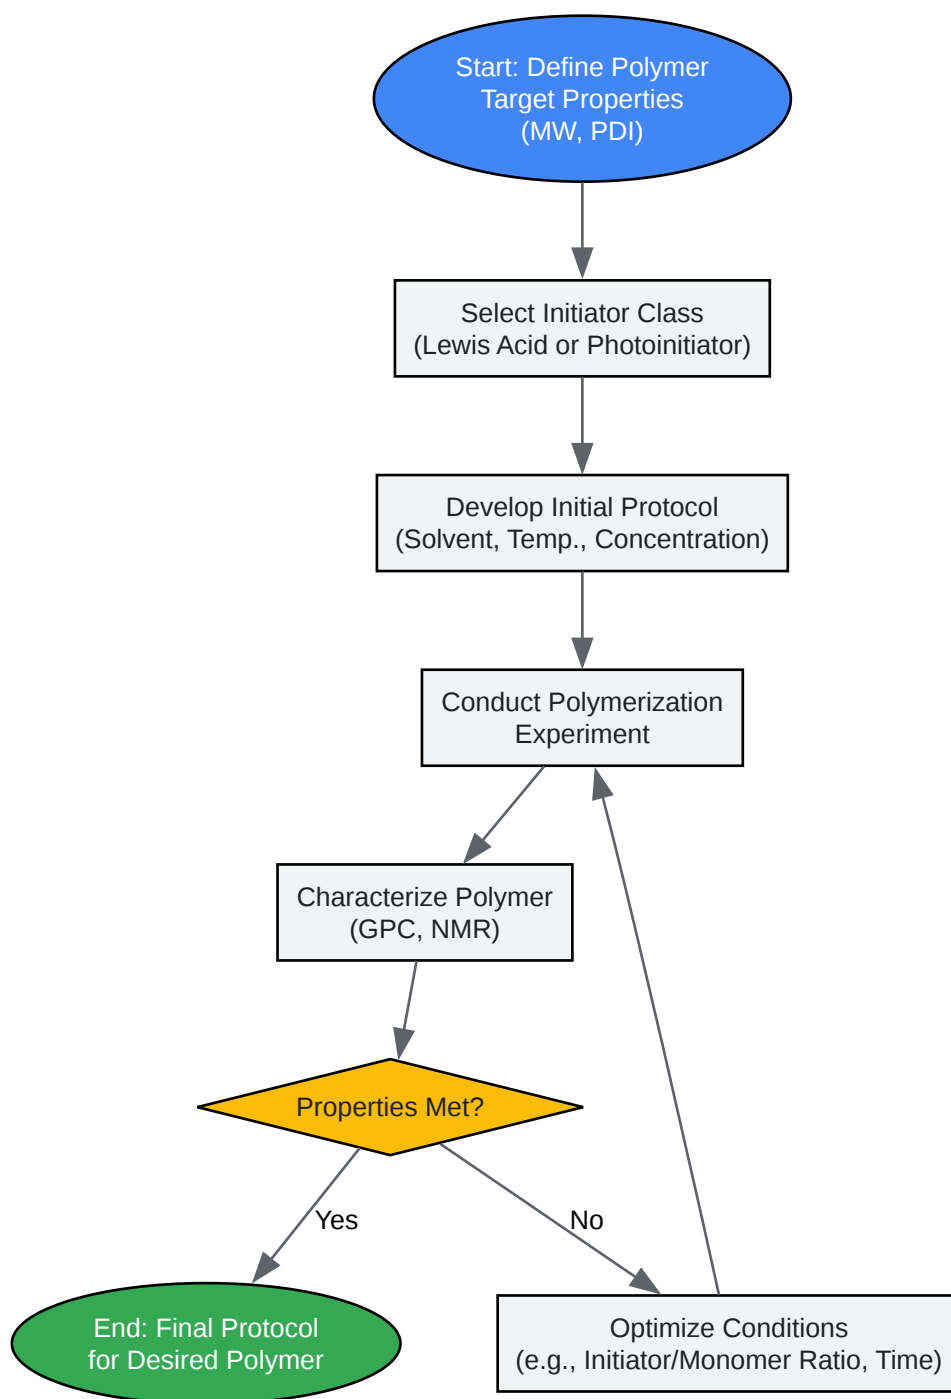 Start: Define Polymer
Target Properties
(MW, PDI)
Select Initiator Class
(Lewis Acid or Photoinitiator)
Develop Initial Protocol
(Solvent, Temp., Concentration)
Conduct Polymerization
Experiment
Characterize Polymer
(GPC, NMR)
Properties Met?
Yes
No
End: Final Protocol
for Desired Polymer
Optimize Conditions
(e.g., Initiator/Monomer Ratio, Time)